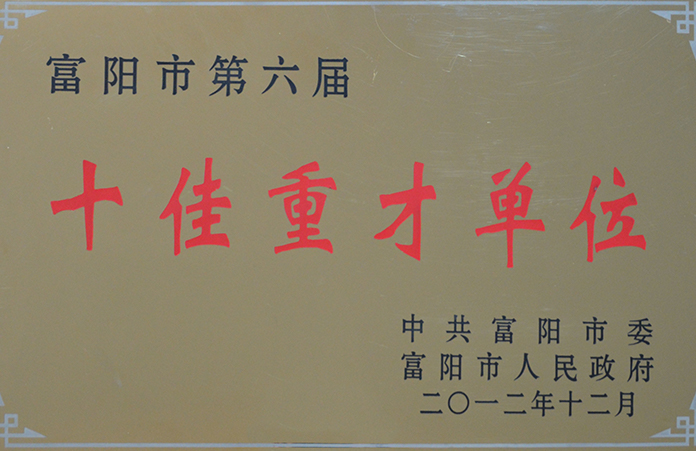 富阳市第六届
十佳重才单位
中共富阳市委
富阳市人民政府
二〇一二年十二月